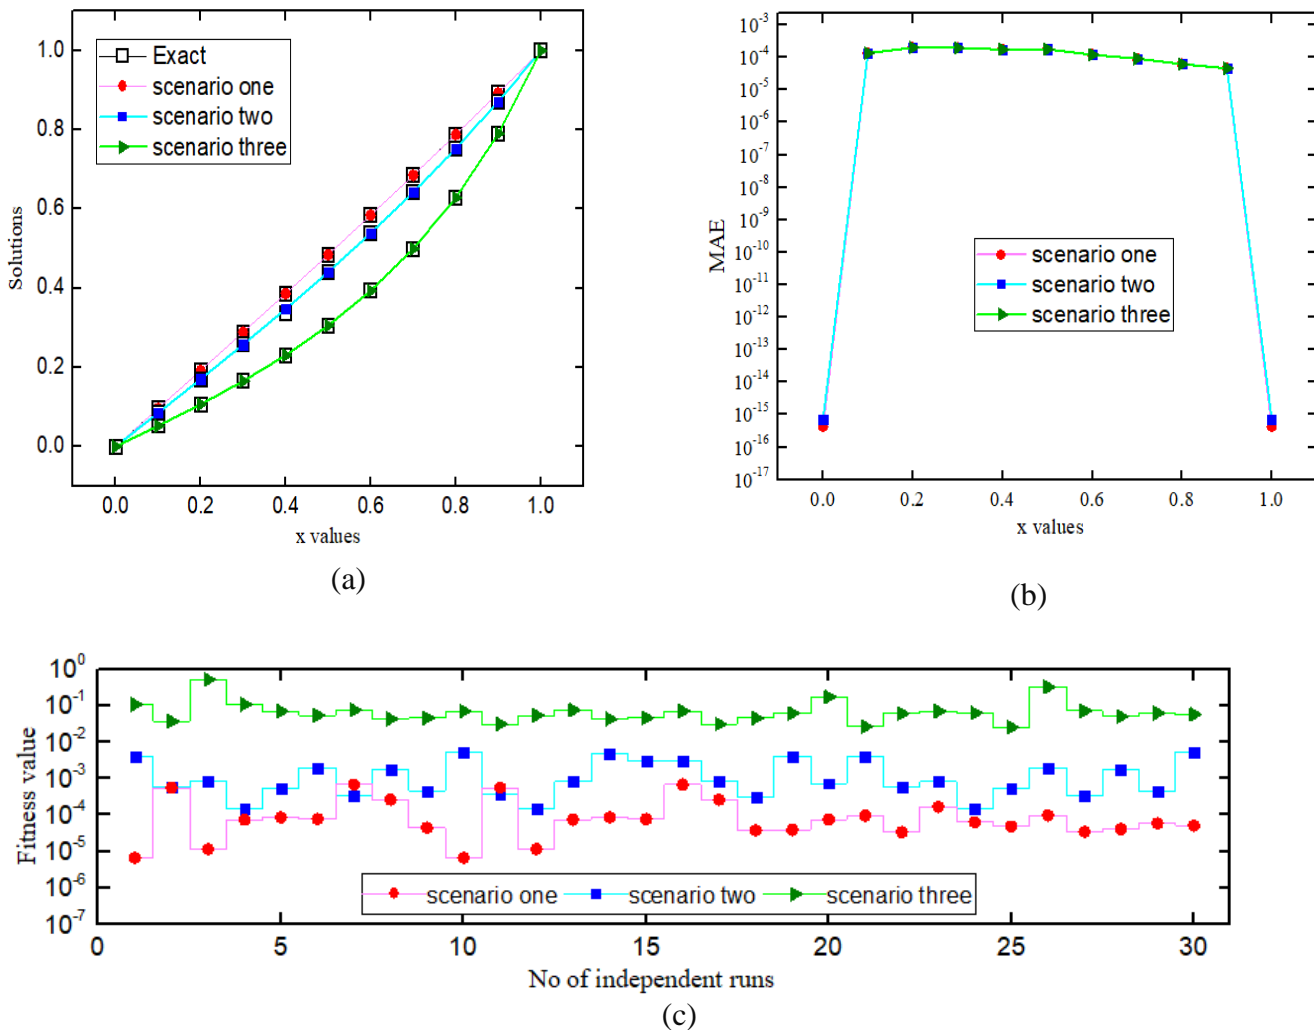 Exact
scenario one
scenario two
scenario three
1.0
0.8
0.6
0.4
0.2
0.0
Solutions
0.0 0.2 0.4 0.6 0.8 1.0
x values
(a)
10^-3
10^-4
10^-5
10^-6
10^-7
10^-8
10^-9
10^-10
10^-11
10^-12
10^-13
10^-14
10^-15
10^-16
10^-17
MAE
scenario one
scenario two
scenario three
0.0 0.2 0.4 0.6 0.8 1.0
x values
(b)
10^0
10^-1
10^-2
10^-3
10^-4
10^-5
10^-6
10^-7
Fitness value
scenario one scenario two scenario three
0 5 10 15 20 25 30
No of independent runs
(c)